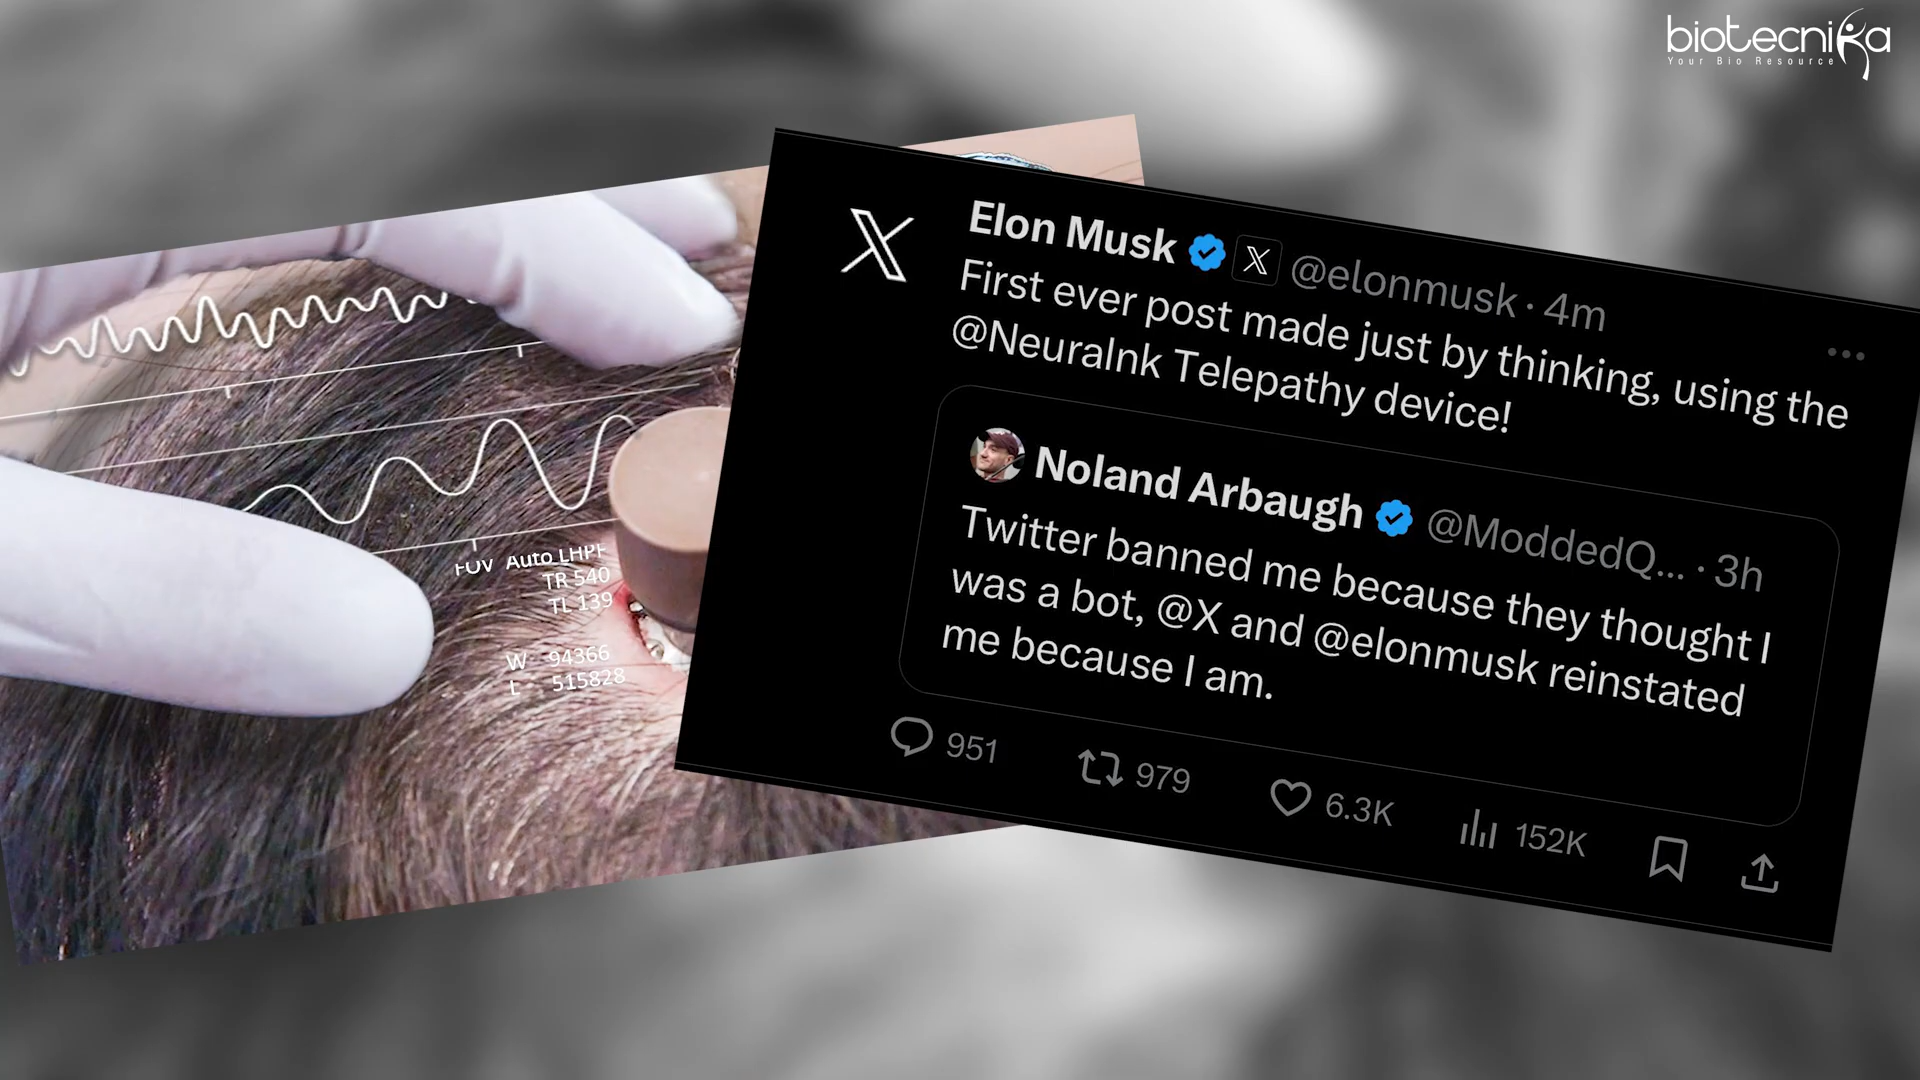 biotecnika
Your Bio Resource
Elon Musk @elonmusk · 4m
First ever post made just by thinking, using the
@Neuralnk Telepathy device!
Noland Arbaugh @ModdedQ... · 3h
Twitter banned me because they thought I
was a bot, @X and @elonmusk reinstated
me because I am.
951 979 6.3K 152K
FOV Auto LHPF
TR 540
TL 139
W 94366
L 515828